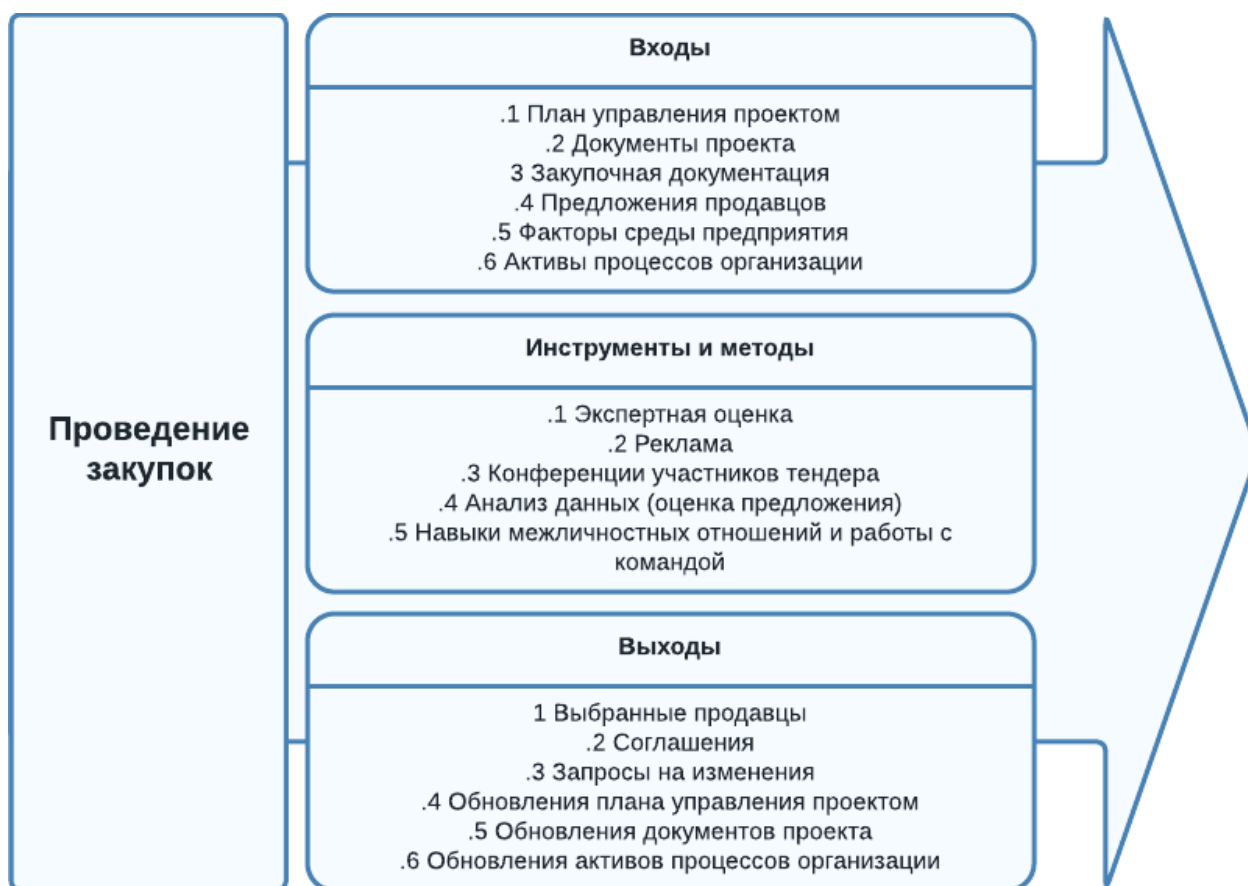 Проведение
закупок
Входы
.1 План управления проектом
.2 Документы проекта
3 Закупочная документация
.4 Предложения продавцов
.5 Факторы среды предприятия
.6 Активы процессов организации
Инструменты и методы
.1 Экспертная оценка
.2 Реклама
.3 Конференции участников тендера
.4 Анализ данных (оценка предложения)
.5 Навыки межличностных отношений и работы с
командой
Выходы
1 Выбранные продавцы
.2 Соглашения
.3 Запросы на изменения
.4 Обновления плана управления проектом
.5 Обновления документов проекта
.6 Обновления активов процессов организации